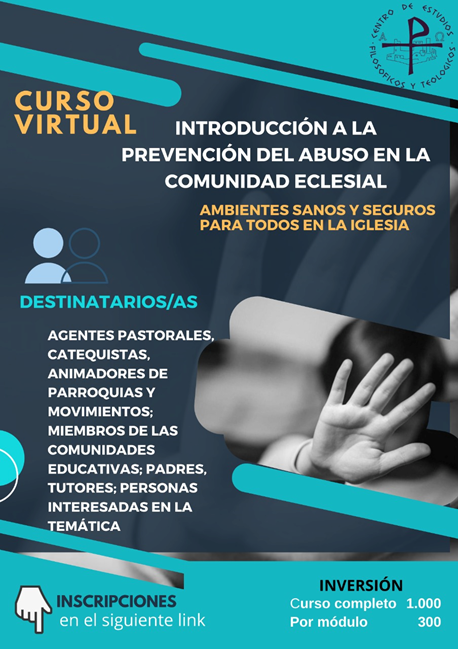 CENTRO DE ESTUDIOS
FILOSOFICOS Y TEOLOGICOS
Α Ω
CURSO
VIRTUAL
INTRODUCCIÓN A LA
PREVENCIÓN DEL ABUSO EN LA
COMUNIDAD ECLESIAL
AMBIENTES SANOS Y SEGUROS
PARA TODOS EN LA IGLESIA
DESTINATARIOS/AS
AGENTES PASTORALES,
CATEQUISTAS,
ANIMADORES DE
PARROQUIAS Y
MOVIMIENTOS;
MIEMBROS DE LAS
COMUNIDADES
EDUCATIVAS; PADRES,
TUTORES; PERSONAS
INTERESADAS EN LA
TEMÁTICA
INSCRIPCIONES
en el siguiente link
INVERSIÓN
Curso completo 1.000
Por módulo 300